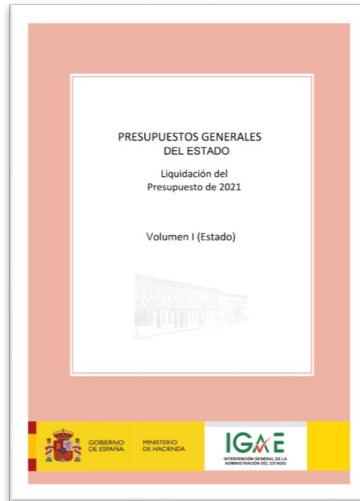 PRESUPUESTOS GENERALES
DEL ESTADO
Liquidación del
Presupuesto de 2021
Volumen I (Estado)
GOBIERNO
DE ESPAÑA
MINISTERIO
DE HACIENDA
IGAE
INTERVENCIÓN GENERAL DE LA
ADMINISTRACIÓN DEL ESTADO